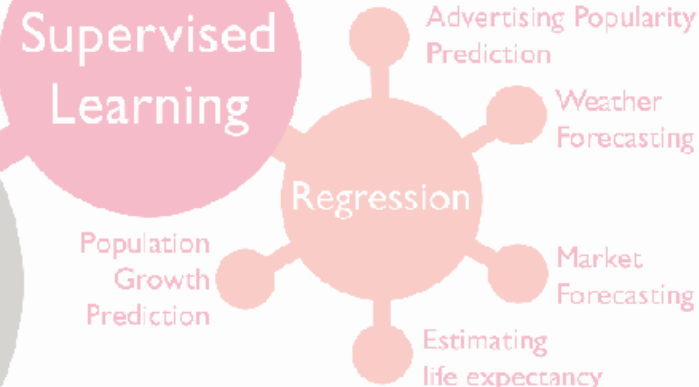 Supervised
Learning
Advertising Popularity
Prediction
Weather
Forecasting
Regression
Population
Growth
Prediction
Market
Forecasting
Estimating
life expectancy